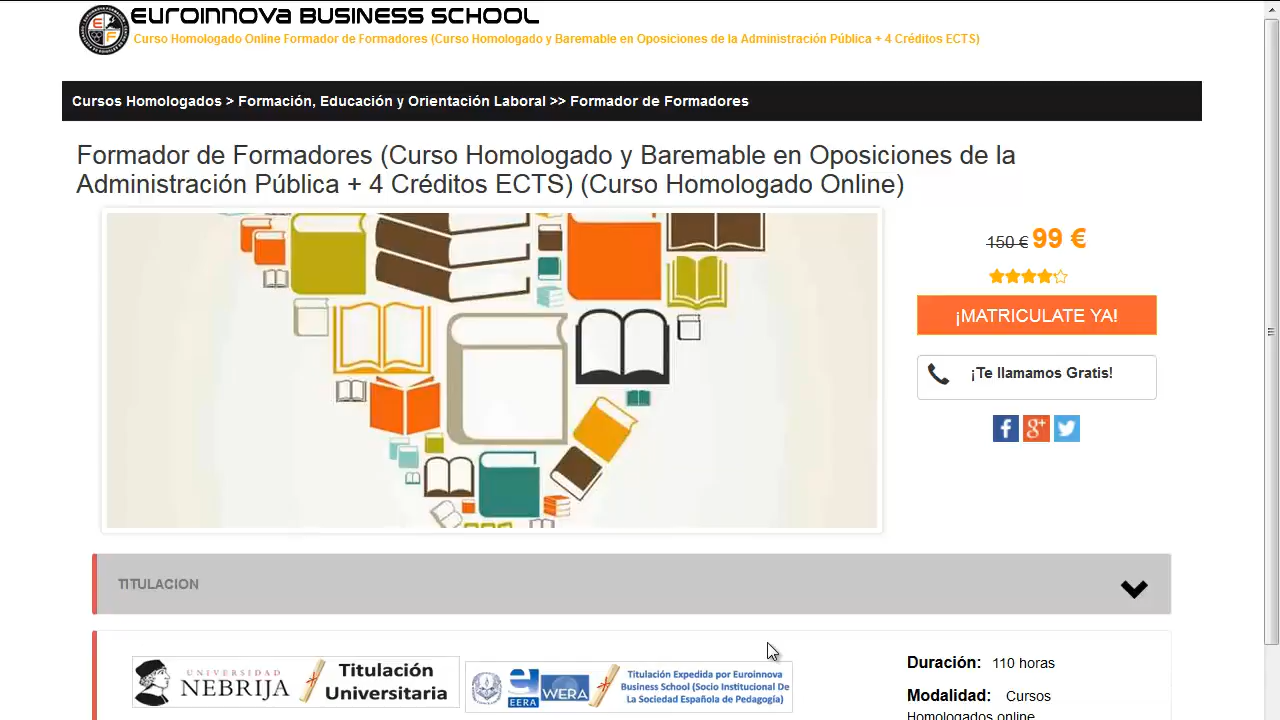 EUROINNOVA BUSINESS SCHOOL
Curso Homologado Online Formador de Formadores (Curso Homologado y Baremable en Oposiciones de la Administración Pública + 4 Créditos ECTS)
Cursos Homologados > Formación, Educación y Orientación Laboral >> Formador de Formadores
Formador de Formadores (Curso Homologado y Baremable en Oposiciones de la
Administración Pública + 4 Créditos ECTS) (Curso Homologado Online)
150 € 99 €
¡MATRICULATE YA!
¡Te llamamos Gratis!
TITULACION
UNIVERSIDAD
NEBRIJA
Titulación
Universitaria
EERA
WERA
Titulación Expedida por Euroinnova
Business School (Socio Institucional De
La Sociedad Española de Pedagogía)
Duración: 110 horas
Modalidad: Cursos
Homologados online